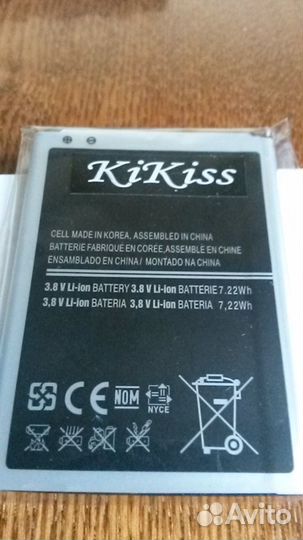 KiKiss
CELL MADE IN KOREA, ASSEMBLED IN CHINA
BATTERIE FABRIQUE EN COREE, ASSEMBLE EN CHINE
ENSAMBLADO EN CHINA/ MONTADO NA CHINA
3.8 V Li-ion BATTERY 3.8 V Li-ion BATTERIE 7.22Wh
3,8 V Li-ion BATERIA 3,8 V Li-ion BATERIA 7,22Wh
CE NOM NYCE
Avito